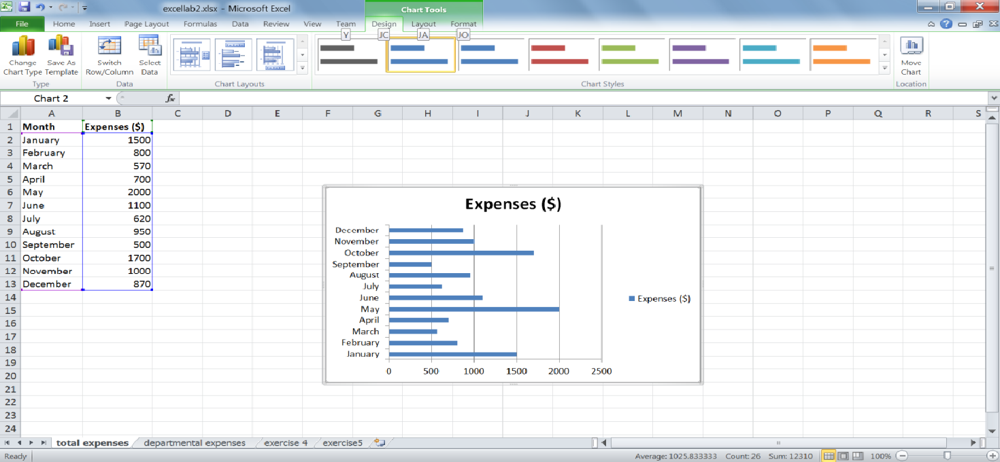 excellab2.xlsx - Microsoft Excel
Chart Tools
File Home Insert Page Layout Formulas Data Review View Team Design Layout Format
Y JC JA JO
Change Save As Switch Select Move
Chart Type Template Row/Column Data Chart
Type Data Chart Layouts Chart Styles Location
Chart 2 fx
A B C D E F G H I J K L M N O P Q R S
1 Month Expenses ($)
2 January 1500
3 February 800
4 March 570
5 April 700
6 May 2000
7 June 1100
8 July 620
9 August 950
10 September 500
11 October 1700
12 November 1000
13 December 870
14
15
16
17
18
19
20
21
22
23
24
Expenses ($)
December
November
October
September
August
July
June
May
April
March
February
January
0 500 1000 1500 2000 2500
Expenses ($)
total expenses departmental expenses exercise 4 exercise5
Ready Average: 1025.833333 Count: 26 Sum: 12310 100%